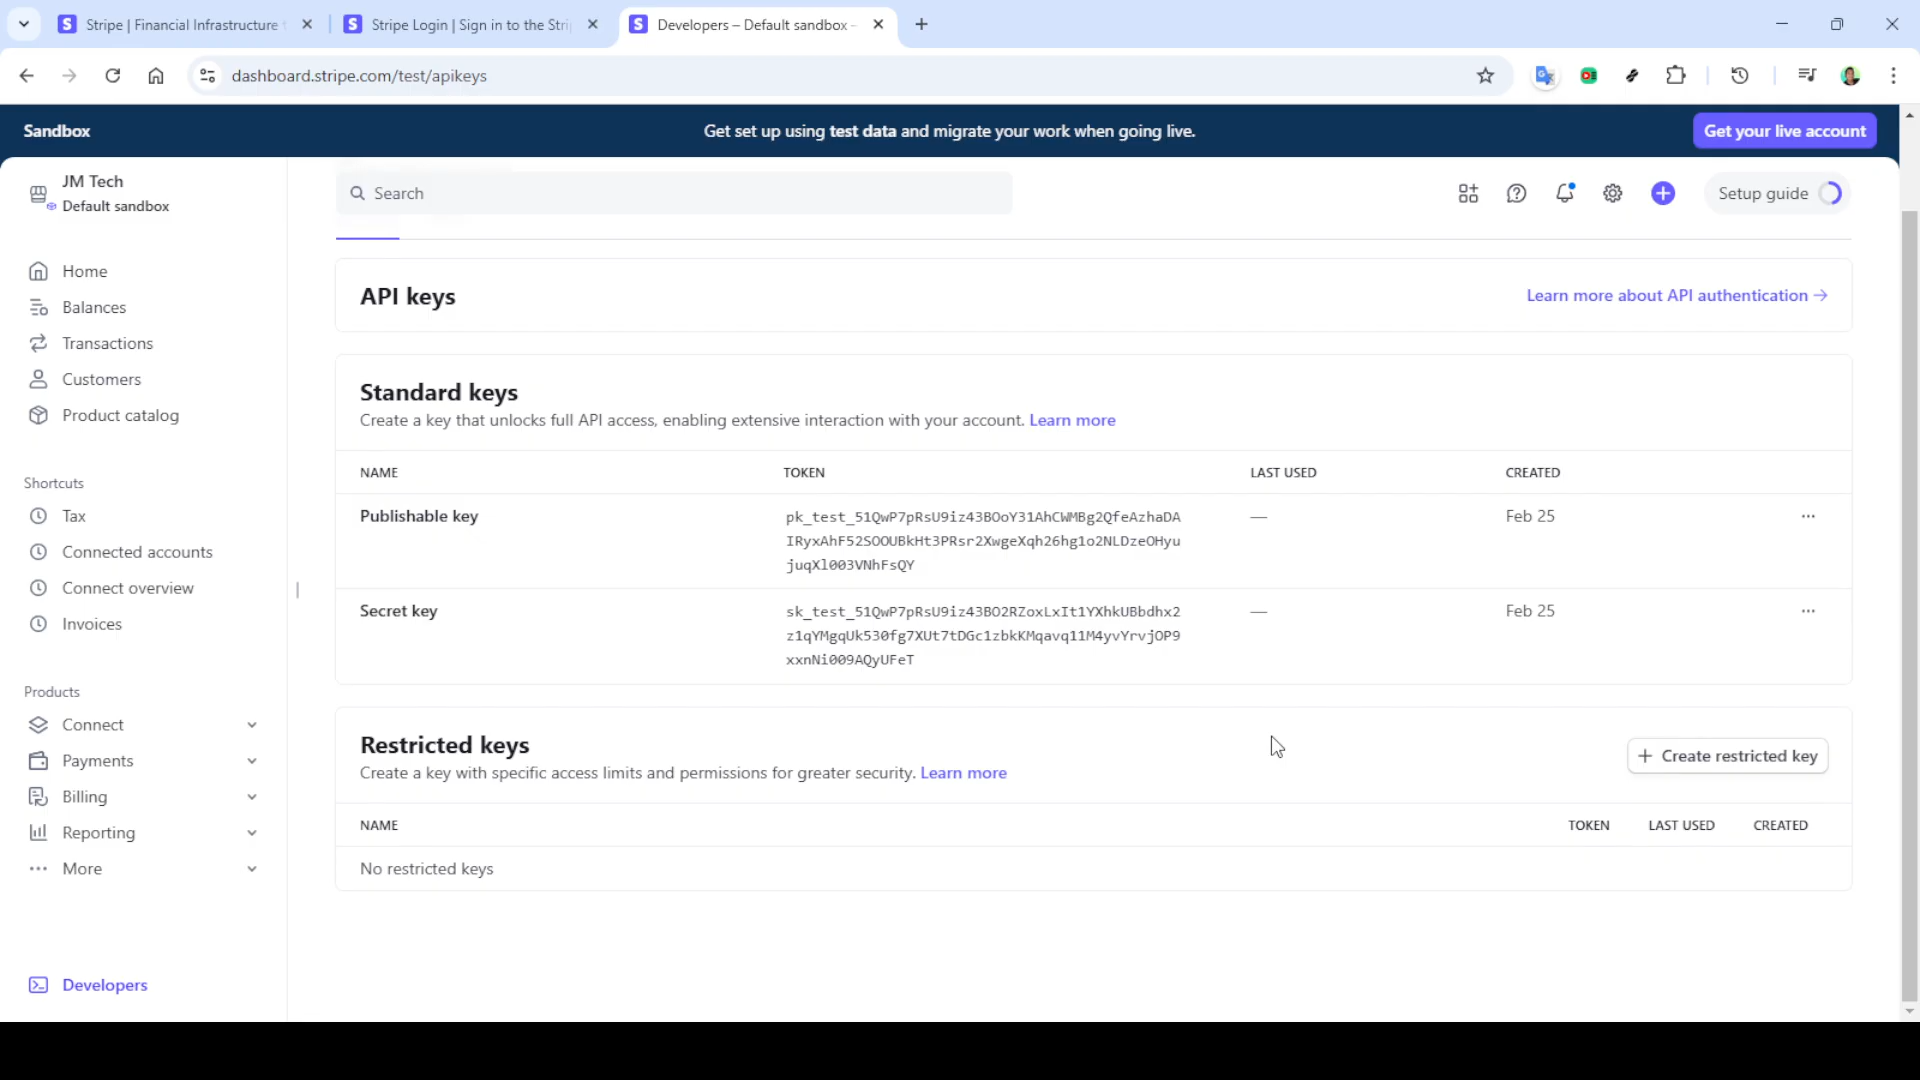 Stripe | Financial Infrastructure t
Stripe Login | Sign in to the Stri
Developers – Default sandbox –
dashboard.stripe.com/test/apikeys
Sandbox
Get set up using test data and migrate your work when going live.
Get your live account
JM Tech
Default sandbox
Search
Setup guide
Home
Balances
Transactions
Customers
Product catalog
Shortcuts
Tax
Connected accounts
Connect overview
Invoices
Products
Connect
Payments
Billing
Reporting
More
Developers
API keys
Learn more about API authentication →
Standard keys
Create a key that unlocks full API access, enabling extensive interaction with your account. Learn more
NAME TOKEN LAST USED CREATED
Publishable key pk_test_51QwP7pRsU9iz43BOoY31AhCWMBg2QfeAzhaDA — Feb 25 ...
IRyxAhF52SOOUBkHt3PRsr2XwgeXqh26hg1o2NLDzeOHyu
juqXl003VNhFsQY
Secret key sk_test_51QwP7pRsU9iz43BO2RZoxLxIt1YXhkUBbdhx2 — Feb 25 ...
z1qYMgqUk530fg7XUt7tDGc1zbkKMqavq11M4yvYrvjOP9
xxnNi009AQyUFeT
Restricted keys
Create a key with specific access limits and permissions for greater security. Learn more
+ Create restricted key
NAME TOKEN LAST USED CREATED
No restricted keys